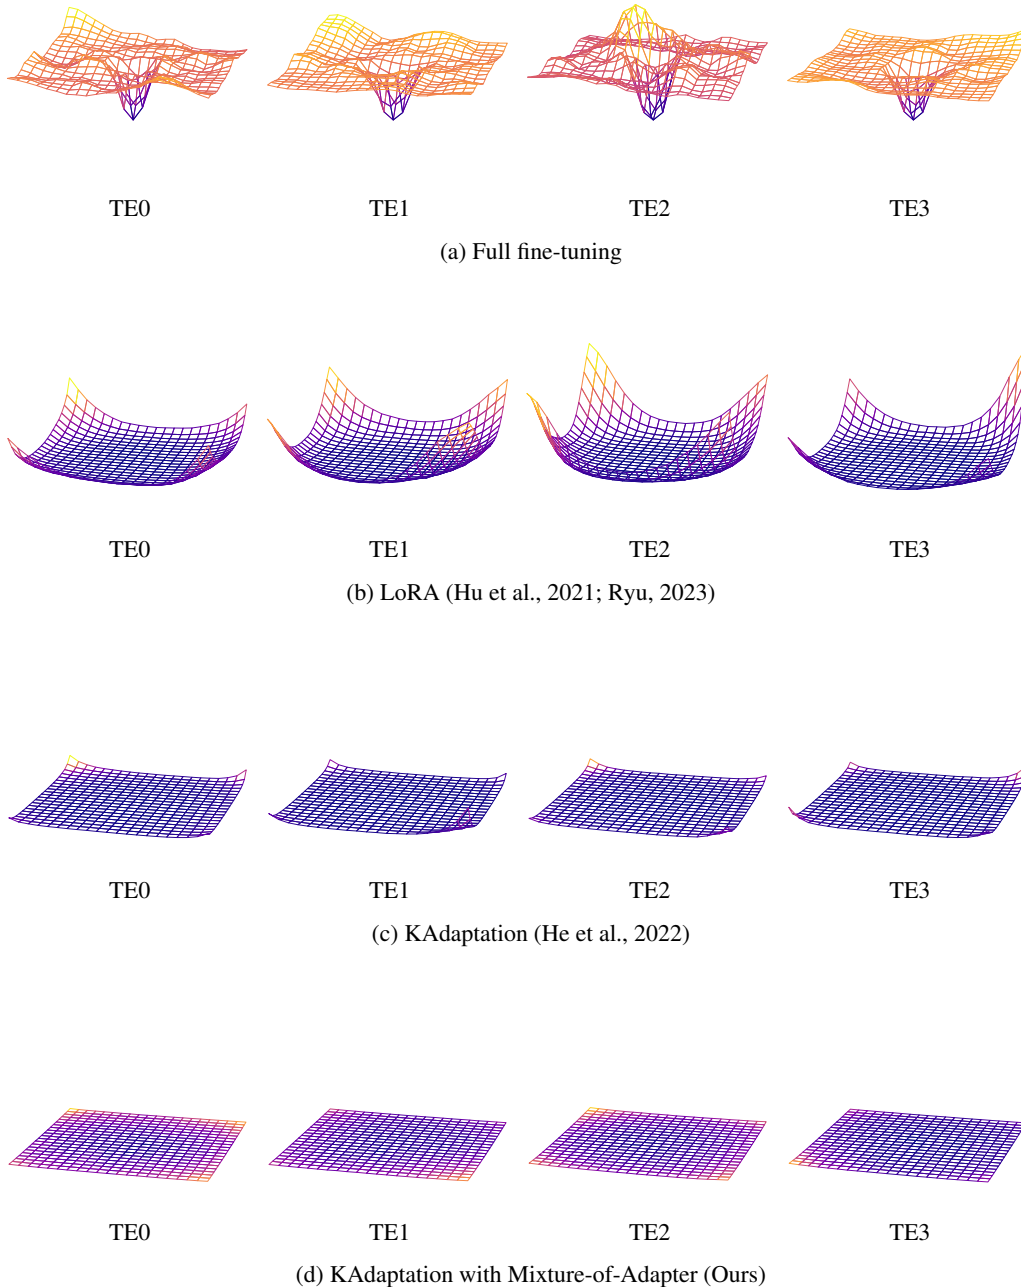 TE0 TE1 TE2 TE3
(a) Full fine-tuning
TE0 TE1 TE2 TE3
(b) LoRA (Hu et al., 2021; Ryu, 2023)
TE0 TE1 TE2 TE3
(c) KAdaptation (He et al., 2022)
TE0 TE1 TE2 TE3
(d) KAdaptation with Mixture-of-Adapter (Ours)